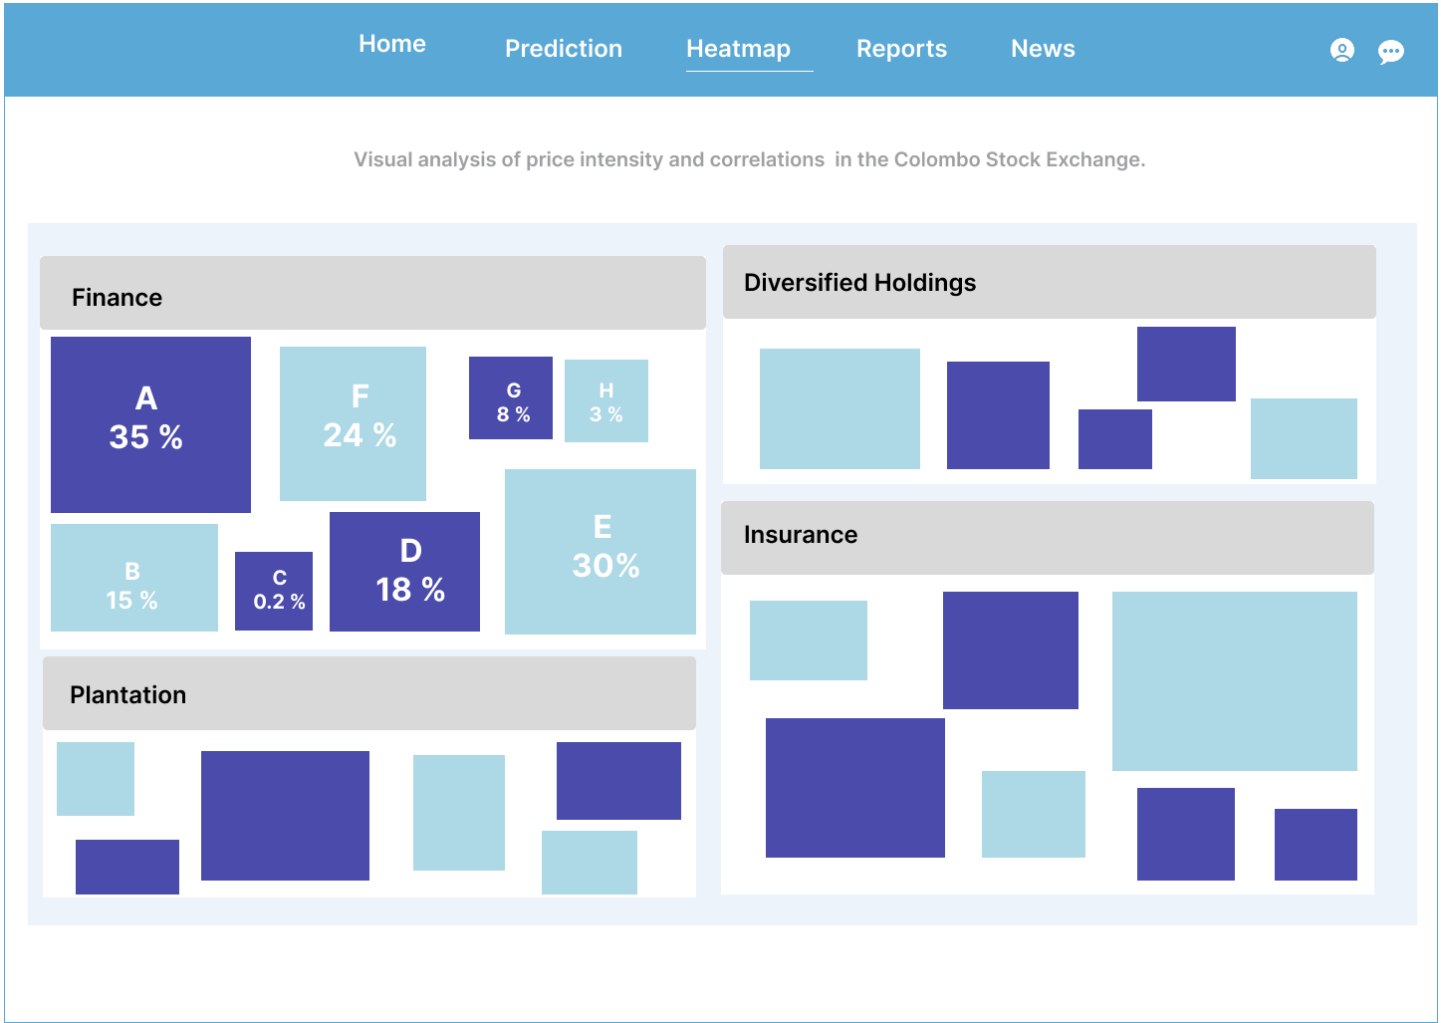 Home
Prediction
Heatmap
Reports
News
Visual analysis of price intensity and correlations  in the Colombo Stock Exchange.
Finance
A
35 %
F
24 %
G
8 %
H
3 %
B
15 %
C
0.2 %
D
18 %
E
30%
Plantation
Diversified Holdings
Insurance